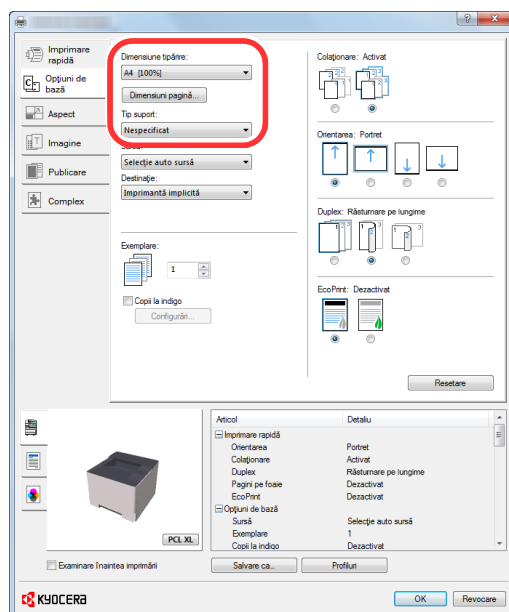 Imprimare
rapidă
Opțiuni de
bază
Aspect
Imagine
Publicare
Complex
Dimensiune tipărire:
A4 [100%]
Dimensiuni pagină...
Tip suport:
Nespecificat
Selecție auto sursă
Destinație:
Imprimantă implicită
Exemplare:
1
Copii la indigo
Configurări...
Colaționare: Activat
Orientarea: Portret
Duplex: Răsturnare pe lungime
EcoPrint: Dezactivat
Resetare
PCL XL
Examinare înaintea imprimării
Articol Detaliu
Imprimare rapidă
Orientarea Portret
Colaționare Activat
Duplex Răsturnare pe lungime
Pagini pe foaie Dezactivat
EcoPrint Dezactivat
Opțiuni de bază
Sursă Selecție auto sursă
Exemplare 1
Copii la indigo Dezactivat
Salvare ca... Profiluri
KYOCERA
OK Revocare